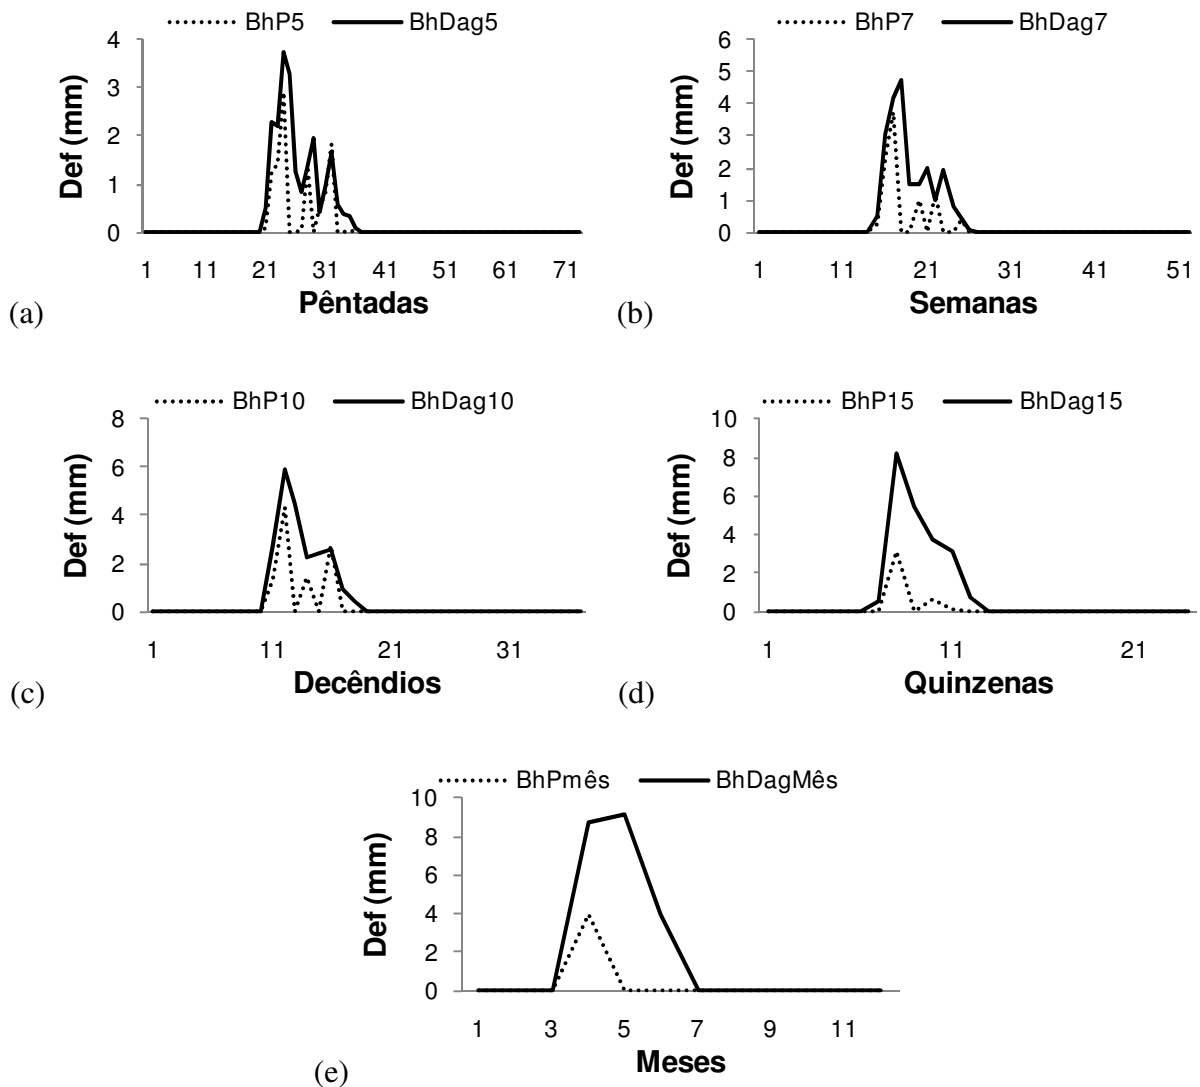 BhP5 BhDag5
4
3
2
1
0
Def (mm)
1 11 21 31 41 51 61 71
Pêntadas
(a)
BhP7 BhDag7
6
5
4
3
2
1
0
Def (mm)
1 11 21 31 41 51
Semanas
(b)
BhP10 BhDag10
8
6
4
2
0
Def (mm)
1 11 21 31
Decêndios
(c)
BhP15 BhDag15
10
8
6
4
2
0
Def (mm)
1 11 21
Quinzenas
(d)
BhPmês BhDagMês
10
8
6
4
2
0
Def (mm)
1 3 5 7 9 11
Meses
(e)